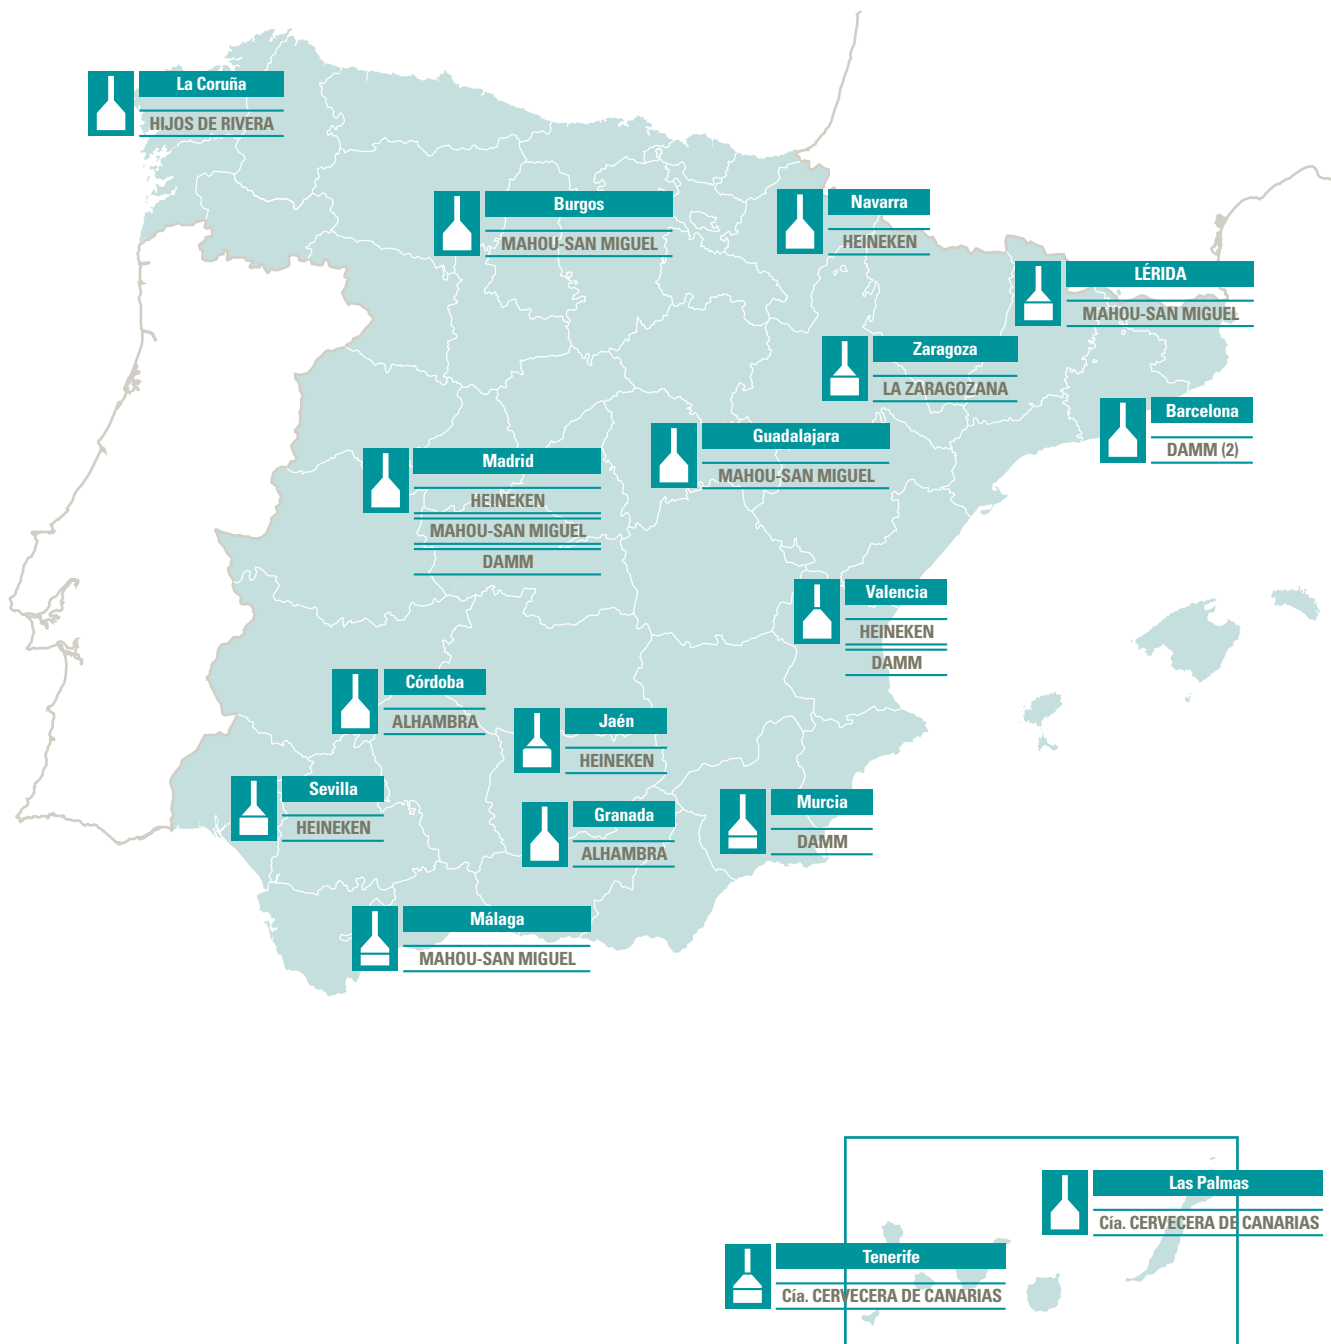 La Coruña
HIJOS DE RIVERA
Burgos
MAHOU-SAN MIGUEL
Navarra
HEINEKEN
LÉRIDA
MAHOU-SAN MIGUEL
Zaragoza
LA ZARAGOZANA
Barcelona
DAMM (2)
Guadalajara
MAHOU-SAN MIGUEL
Madrid
HEINEKEN
MAHOU-SAN MIGUEL
DAMM
Valencia
HEINEKEN
DAMM
Córdoba
ALHAMBRA
Jaén
HEINEKEN
Sevilla
HEINEKEN
Granada
ALHAMBRA
Murcia
DAMM
Málaga
MAHOU-SAN MIGUEL
Las Palmas
Cía. CERVECERA DE CANARIAS
Tenerife
Cía. CERVECERA DE CANARIAS